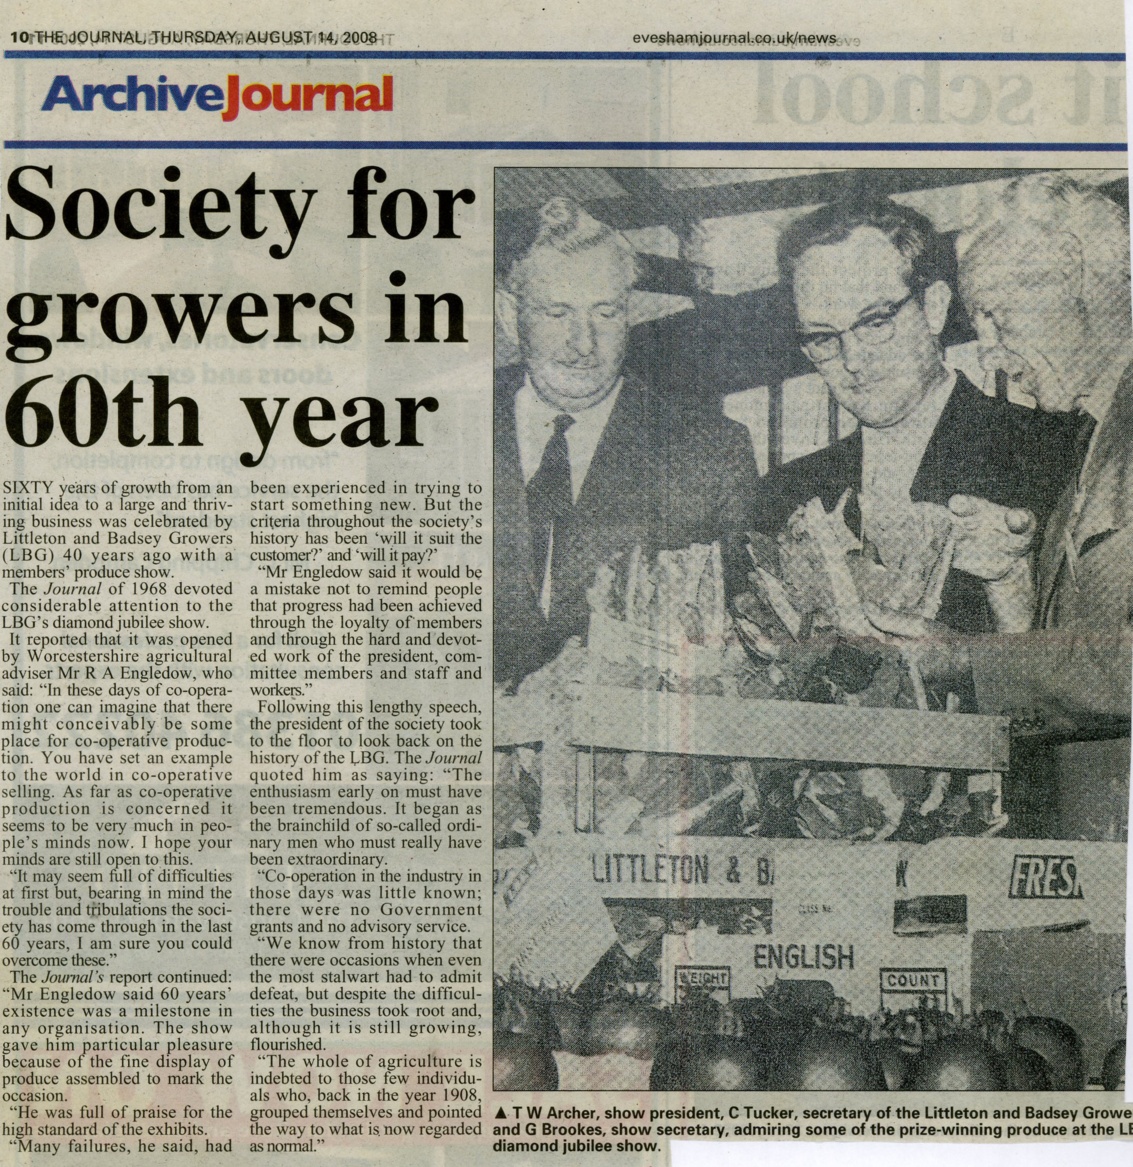 10 THE JOURNAL, THURSDAY, AUGUST 14, 2008
eveshamjournal.co.uk/news
ArchiveJournal
Society for
growers in
60th year
SIXTY years of growth from an
initial idea to a large and thriv-
ing business was celebrated by
Littleton and Badsey Growers
(LBG) 40 years ago with a
members' produce show.
The Journal of 1968 devoted
considerable attention to the
LBG's diamond jubilee show.
It reported that it was opened
by Worcestershire agricultural
adviser Mr R A Engledow, who
said: “In these days of co-opera-
tion one can imagine that there
might conceivably be some
place for co-operative produc-
tion. You have set an example
to the world in co-operative
selling. As far as co-operative
production is concerned it
seems to be very much in peo-
ple's minds now. I hope your
minds are still open to this.
“It may seem full of difficulties
at first but, bearing in mind the
trouble and tribulations the soci-
ety has come through in the last
60 years, I am sure you could
overcome these.”
The Journal's report continued:
“Mr Engledow said 60 years'
existence was a milestone in
any organisation. The show
gave him particular pleasure
because of the fine display of
produce assembled to mark the
occasion.
“He was full of praise for the
high standard of the exhibits.
“Many failures, he said, had
been experienced in trying to
start something new. But the
criteria throughout the society's
history has been ‘will it suit the
customer?’ and ‘will it pay?’
“Mr Engledow said it would be
a mistake not to remind people
that progress had been achieved
through the loyalty of members
and through the hard and devot-
ed work of the president, com-
mittee members and staff and
workers.”
Following this lengthy speech,
the president of the society took
to the floor to look back on the
history of the LBG. The Journal
quoted him as saying: “The
enthusiasm early on must have
been tremendous. It began as
the brainchild of so-called ordi-
nary men who must really have
been extraordinary.
“Co-operation in the industry in
those days was little known;
there were no Government
grants and no advisory service.
“We know from history that
there were occasions when even
the most stalwart had to admit
defeat, but despite the difficul-
ties the business took root and,
although it is still growing,
flourished.
“The whole of agriculture is
indebted to those few individu-
als who, back in the year 1908,
grouped themselves and pointed
the way to what is now regarded
as normal.”
LITTLETON & BA
K
FRES
CLASS No.
ENGLISH
WEIGHT
COUNT
▲ T W Archer, show president, C Tucker, secretary of the Littleton and Badsey Growe
and G Brookes, show secretary, admiring some of the prize-winning produce at the LB
diamond jubilee show.